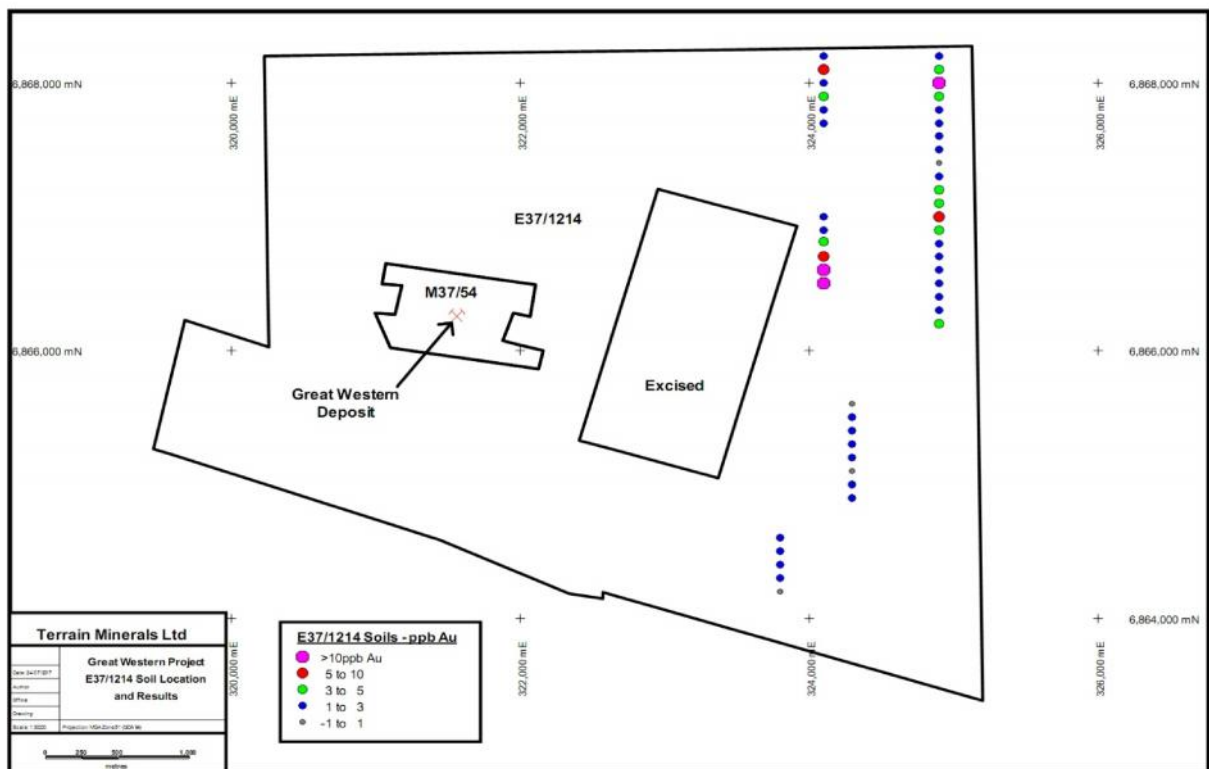 6,868,000 mN
6,868,000 mN
320,000 mE
322,000 mE
324,000 mE
326,000 mE
E37/1214
M37/54
6,866,000 mN
6,866,000 mN
Excised
Great Western
Deposit
6,864,000 mN
320,000 mE
322,000 mE
324,000 mE
326,000 mE
Terrain Minerals Ltd
Great Western Project
E37/1214 Soil Location
and Results
Author
Office
Drawing
0 250 500 1,000
metres
E37/1214 Soils - ppb Au
>10ppb Au
5 to 10
3 to 5
1 to 3
-1 to 1